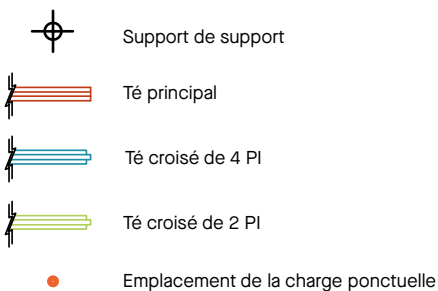 Support de support
Té principal
Té croisé de 4 PI
Té croisé de 2 PI
Emplacement de la charge ponctuelle